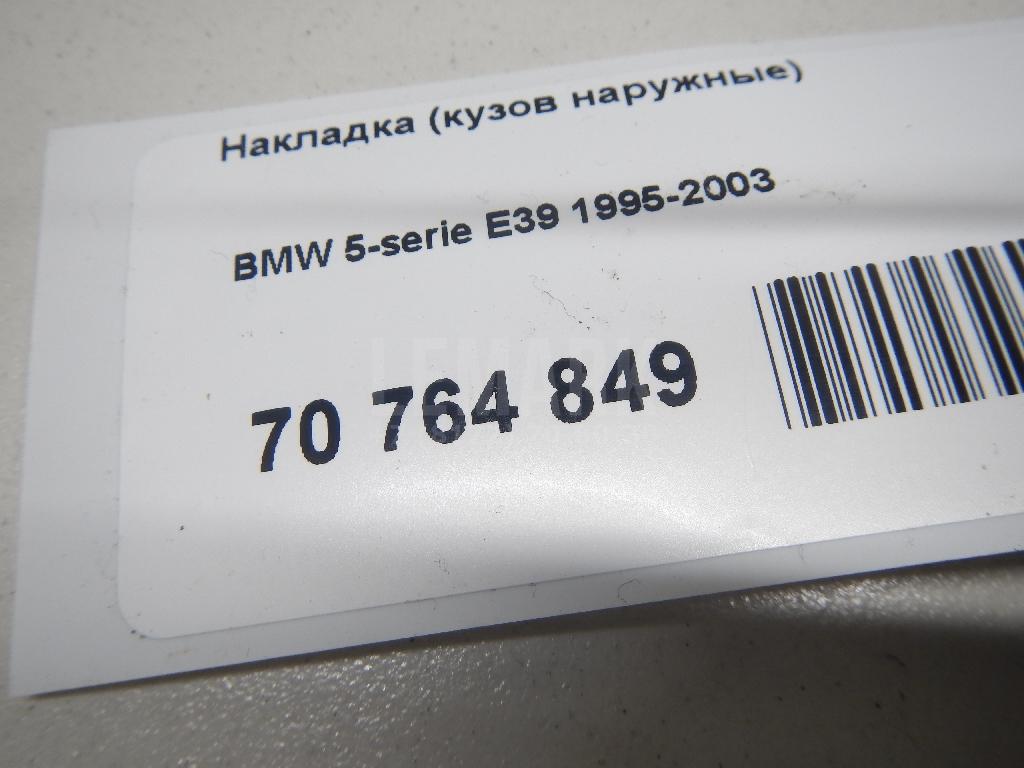 Накладка (кузов наружные)
BMW 5-serie E39 1995-2003
70 764 849